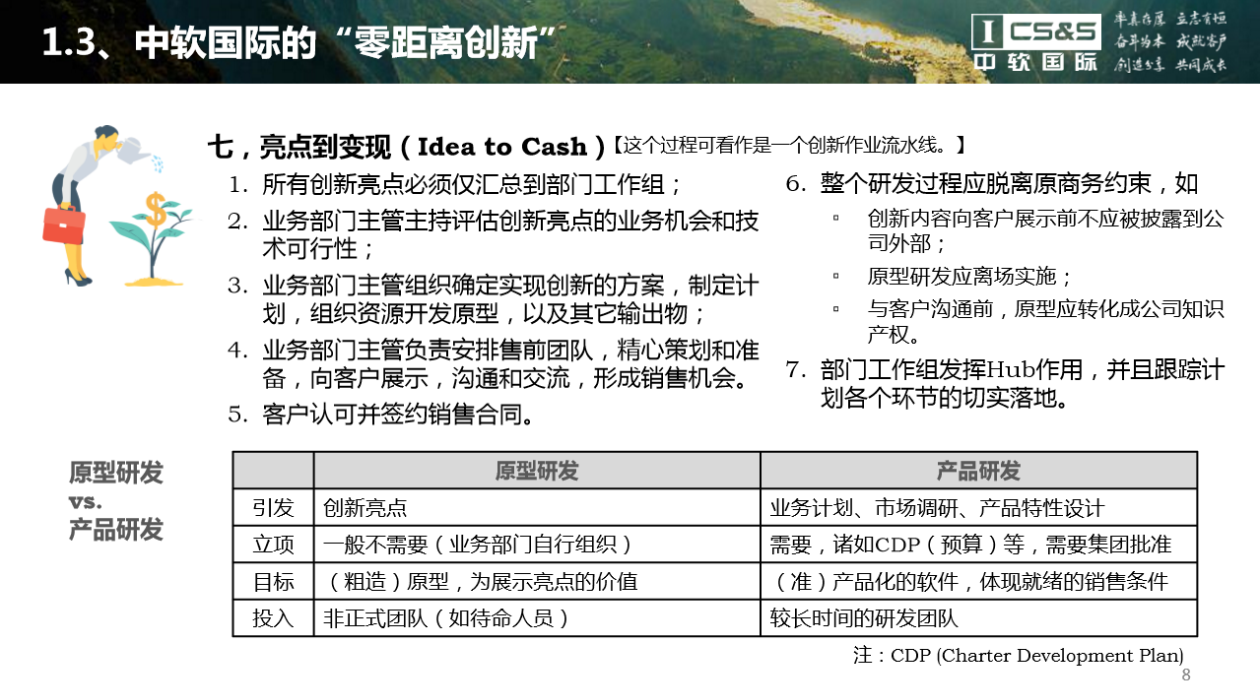 1.3、中软国际的“零距离创新”
I CS&S
中软国际
率真存厚 立志有恒
奋斗为本 成就客户
创造分享 共同成长
七，亮点到变现（Idea to Cash）【这个过程可看作是一个创新作业流水线。】
1. 所有创新亮点必须仅汇总到部门工作组；
2. 业务部门主管主持评估创新亮点的业务机会和技
术可行性；
3. 业务部门主管组织确定实现创新的方案，制定计
划，组织资源开发原型，以及其它输出物；
4. 业务部门主管负责安排售前团队，精心策划和准
备，向客户展示，沟通和交流，形成销售机会。
5. 客户认可并签约销售合同。
6. 整个研发过程应脱离原商务约束，如
▫ 创新内容向客户展示前不应被披露到公
司外部；
▫ 原型研发应离场实施；
▫ 与客户沟通前，原型应转化成公司知识
产权。
7. 部门工作组发挥Hub作用，并且跟踪计
划各个环节的切实落地。
原型研发
vs.
产品研发
原型研发 产品研发
引发 创新亮点 业务计划、市场调研、产品特性设计
立项 一般不需要（业务部门自行组织） 需要，诸如CDP（预算）等，需要集团批准
目标 （粗造）原型，为展示亮点的价值 （准）产品化的软件，体现就绪的销售条件
投入 非正式团队（如待命人员） 较长时间的研发团队
注：CDP (Charter Development Plan)
8